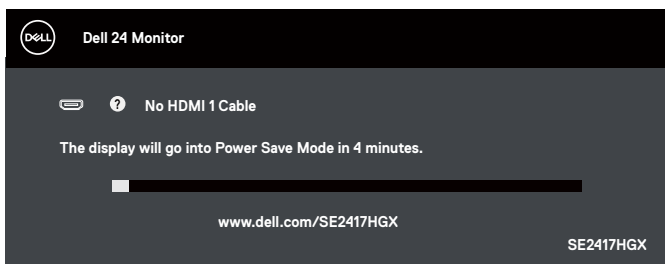 DELL
Dell 24 Monitor
? No HDMI 1 Cable
The display will go into Power Save Mode in 4 minutes.
www.dell.com/SE2417HGX
SE2417HGX